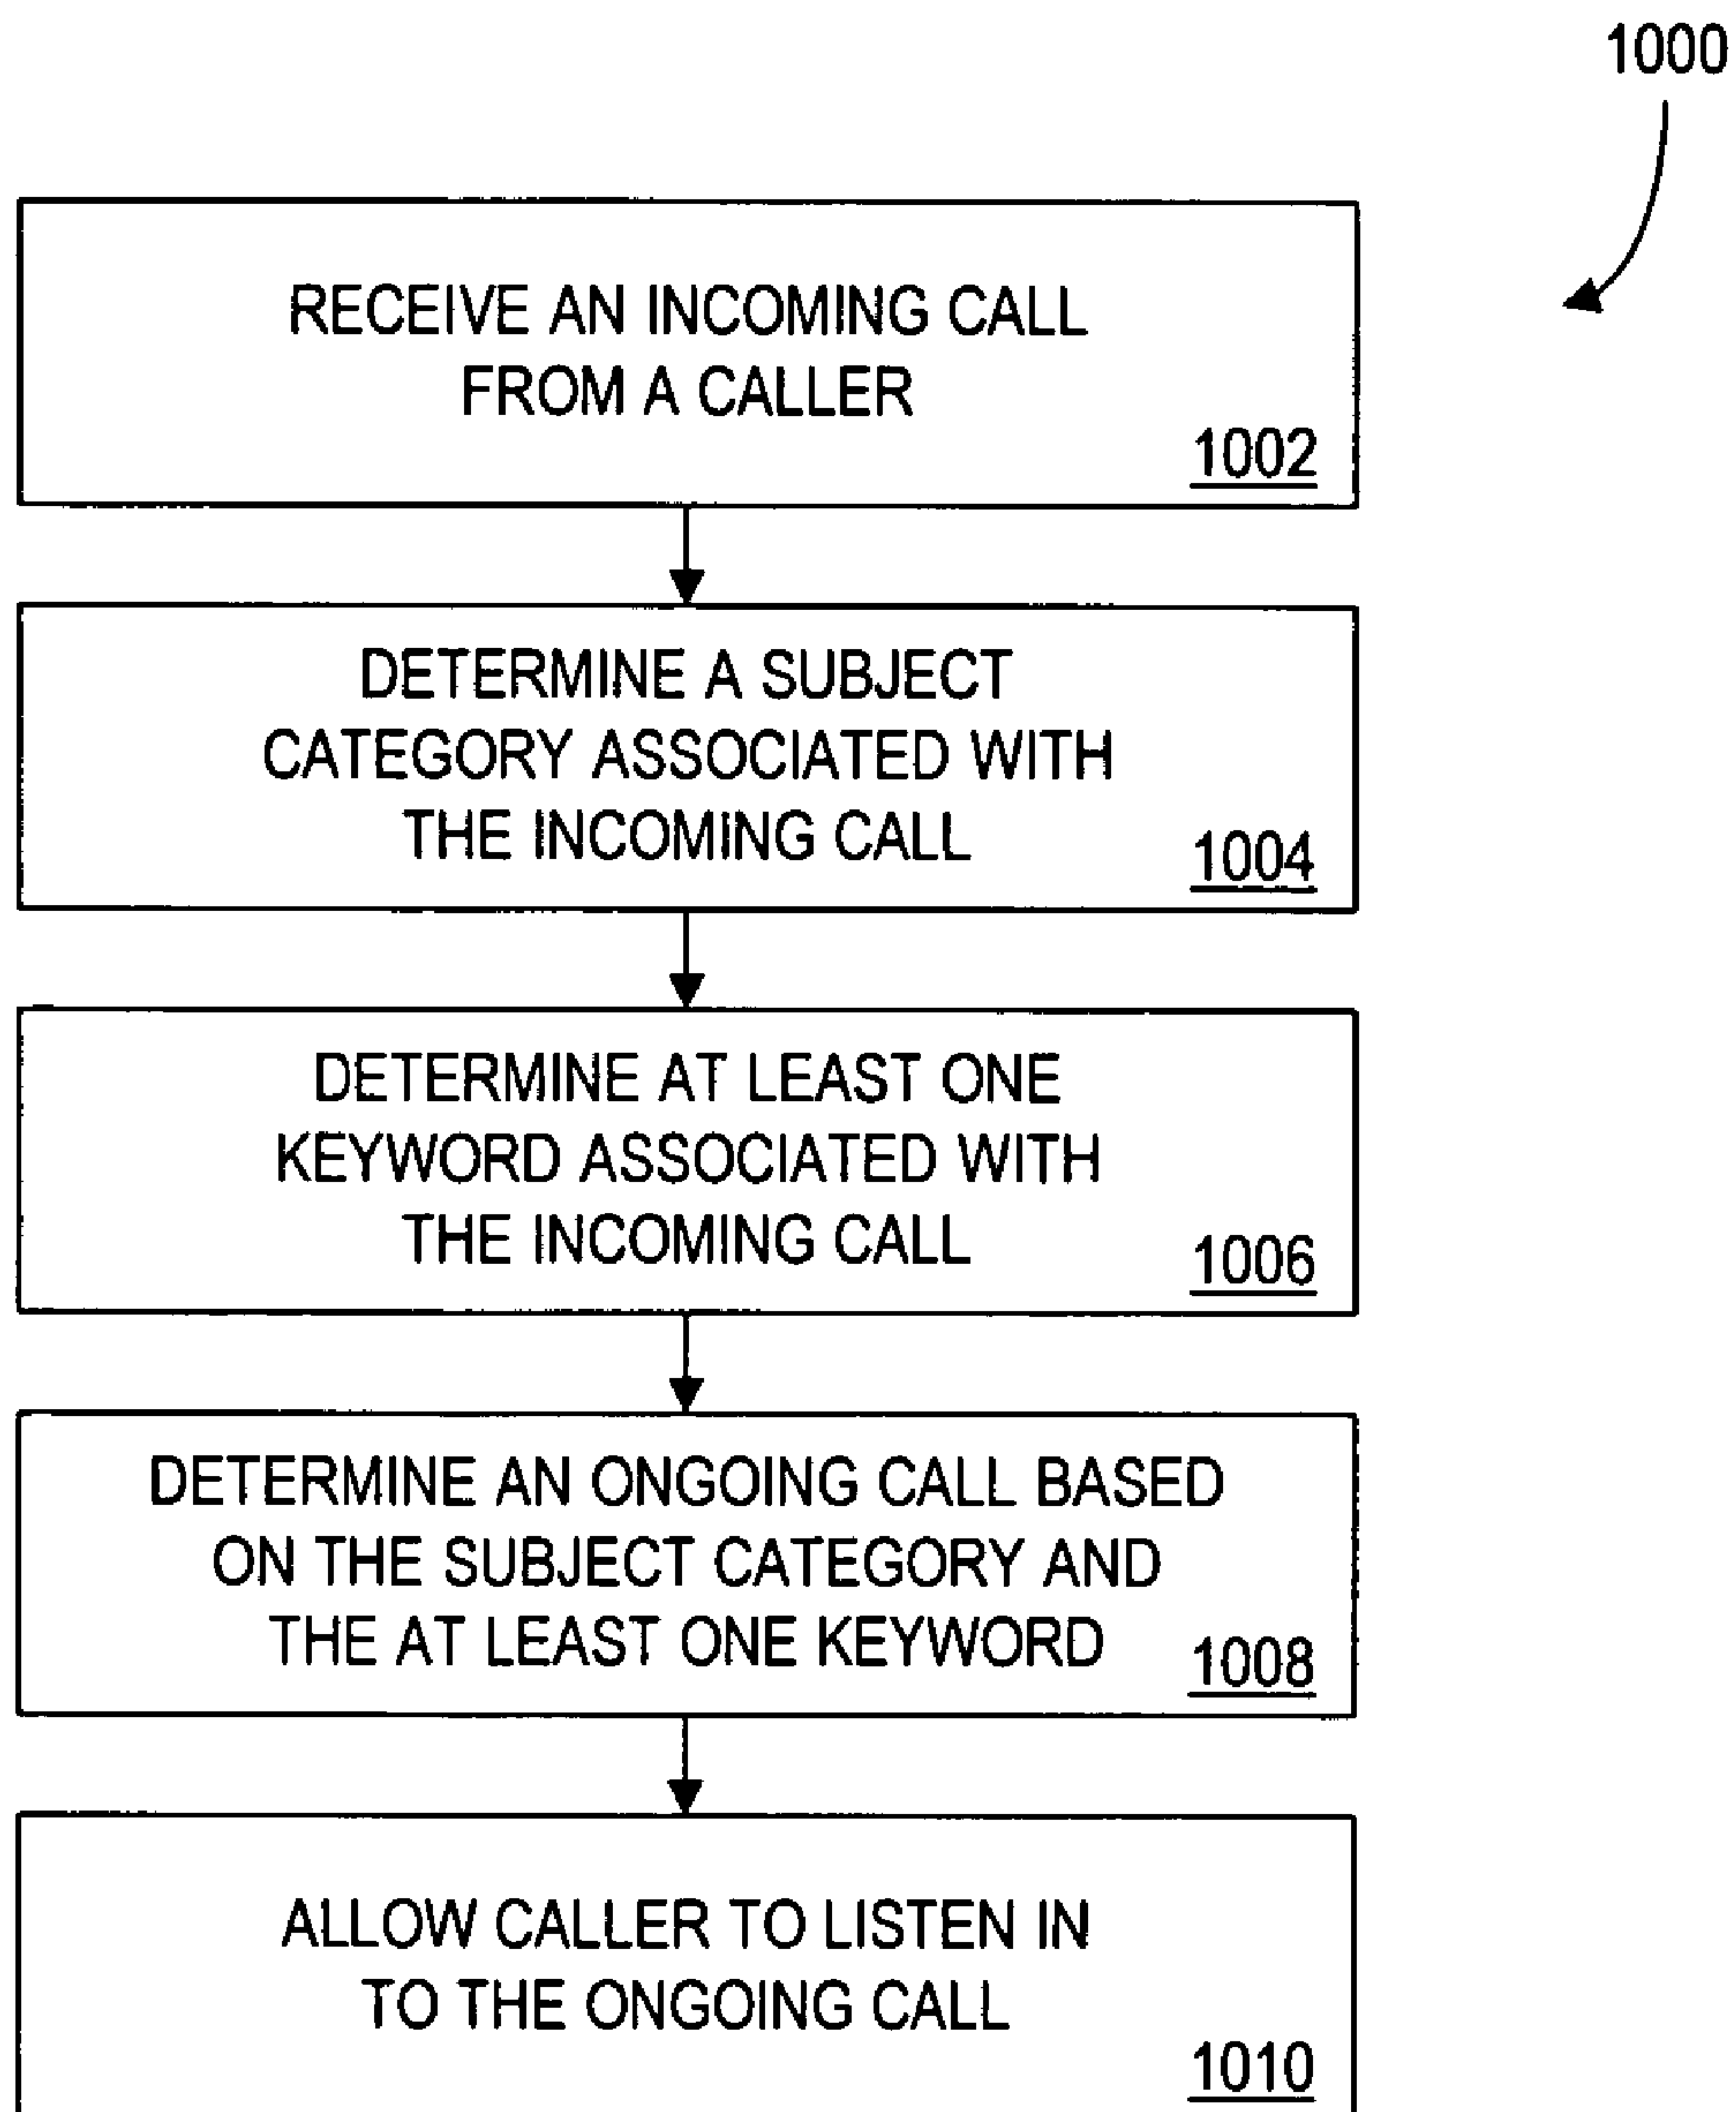 1000
RECEIVE AN INCOMING CALL
FROM A CALLER
1002
DETERMINE A SUBJECT
CATEGORY ASSOCIATED WITH
THE INCOMING CALL
1004
DETERMINE AT LEAST ONE
KEYWORD ASSOCIATED WITH
THE INCOMING CALL
1006
DETERMINE AN ONGOING CALL BASED
ON THE SUBJECT CATEGORY AND
THE AT LEAST ONE KEYWORD
1008
ALLOW CALLER TO LISTEN IN
TO THE ONGOING CALL
1010